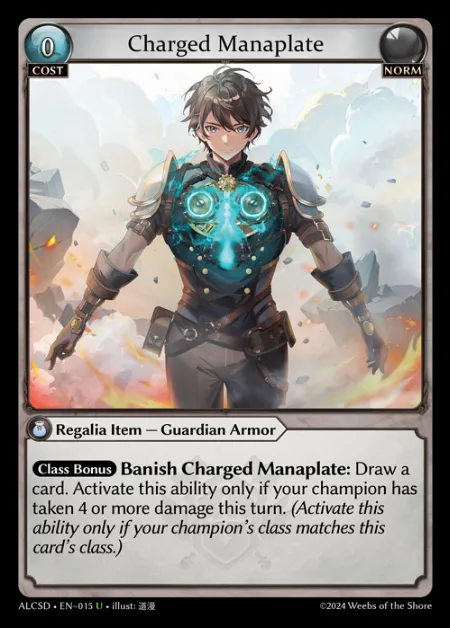 0
Charged Manaplate
COST
NORM
Regalia Item — Guardian Armor
Class Bonus Banish Charged Manaplate: Draw a
card. Activate this ability only if your champion has
taken 4 or more damage this turn. (Activate this
ability only if your champion's class matches this
card's class.)
ALCSD • EN–015 U • illust: 道漫
©2024 Weebs of the Shore